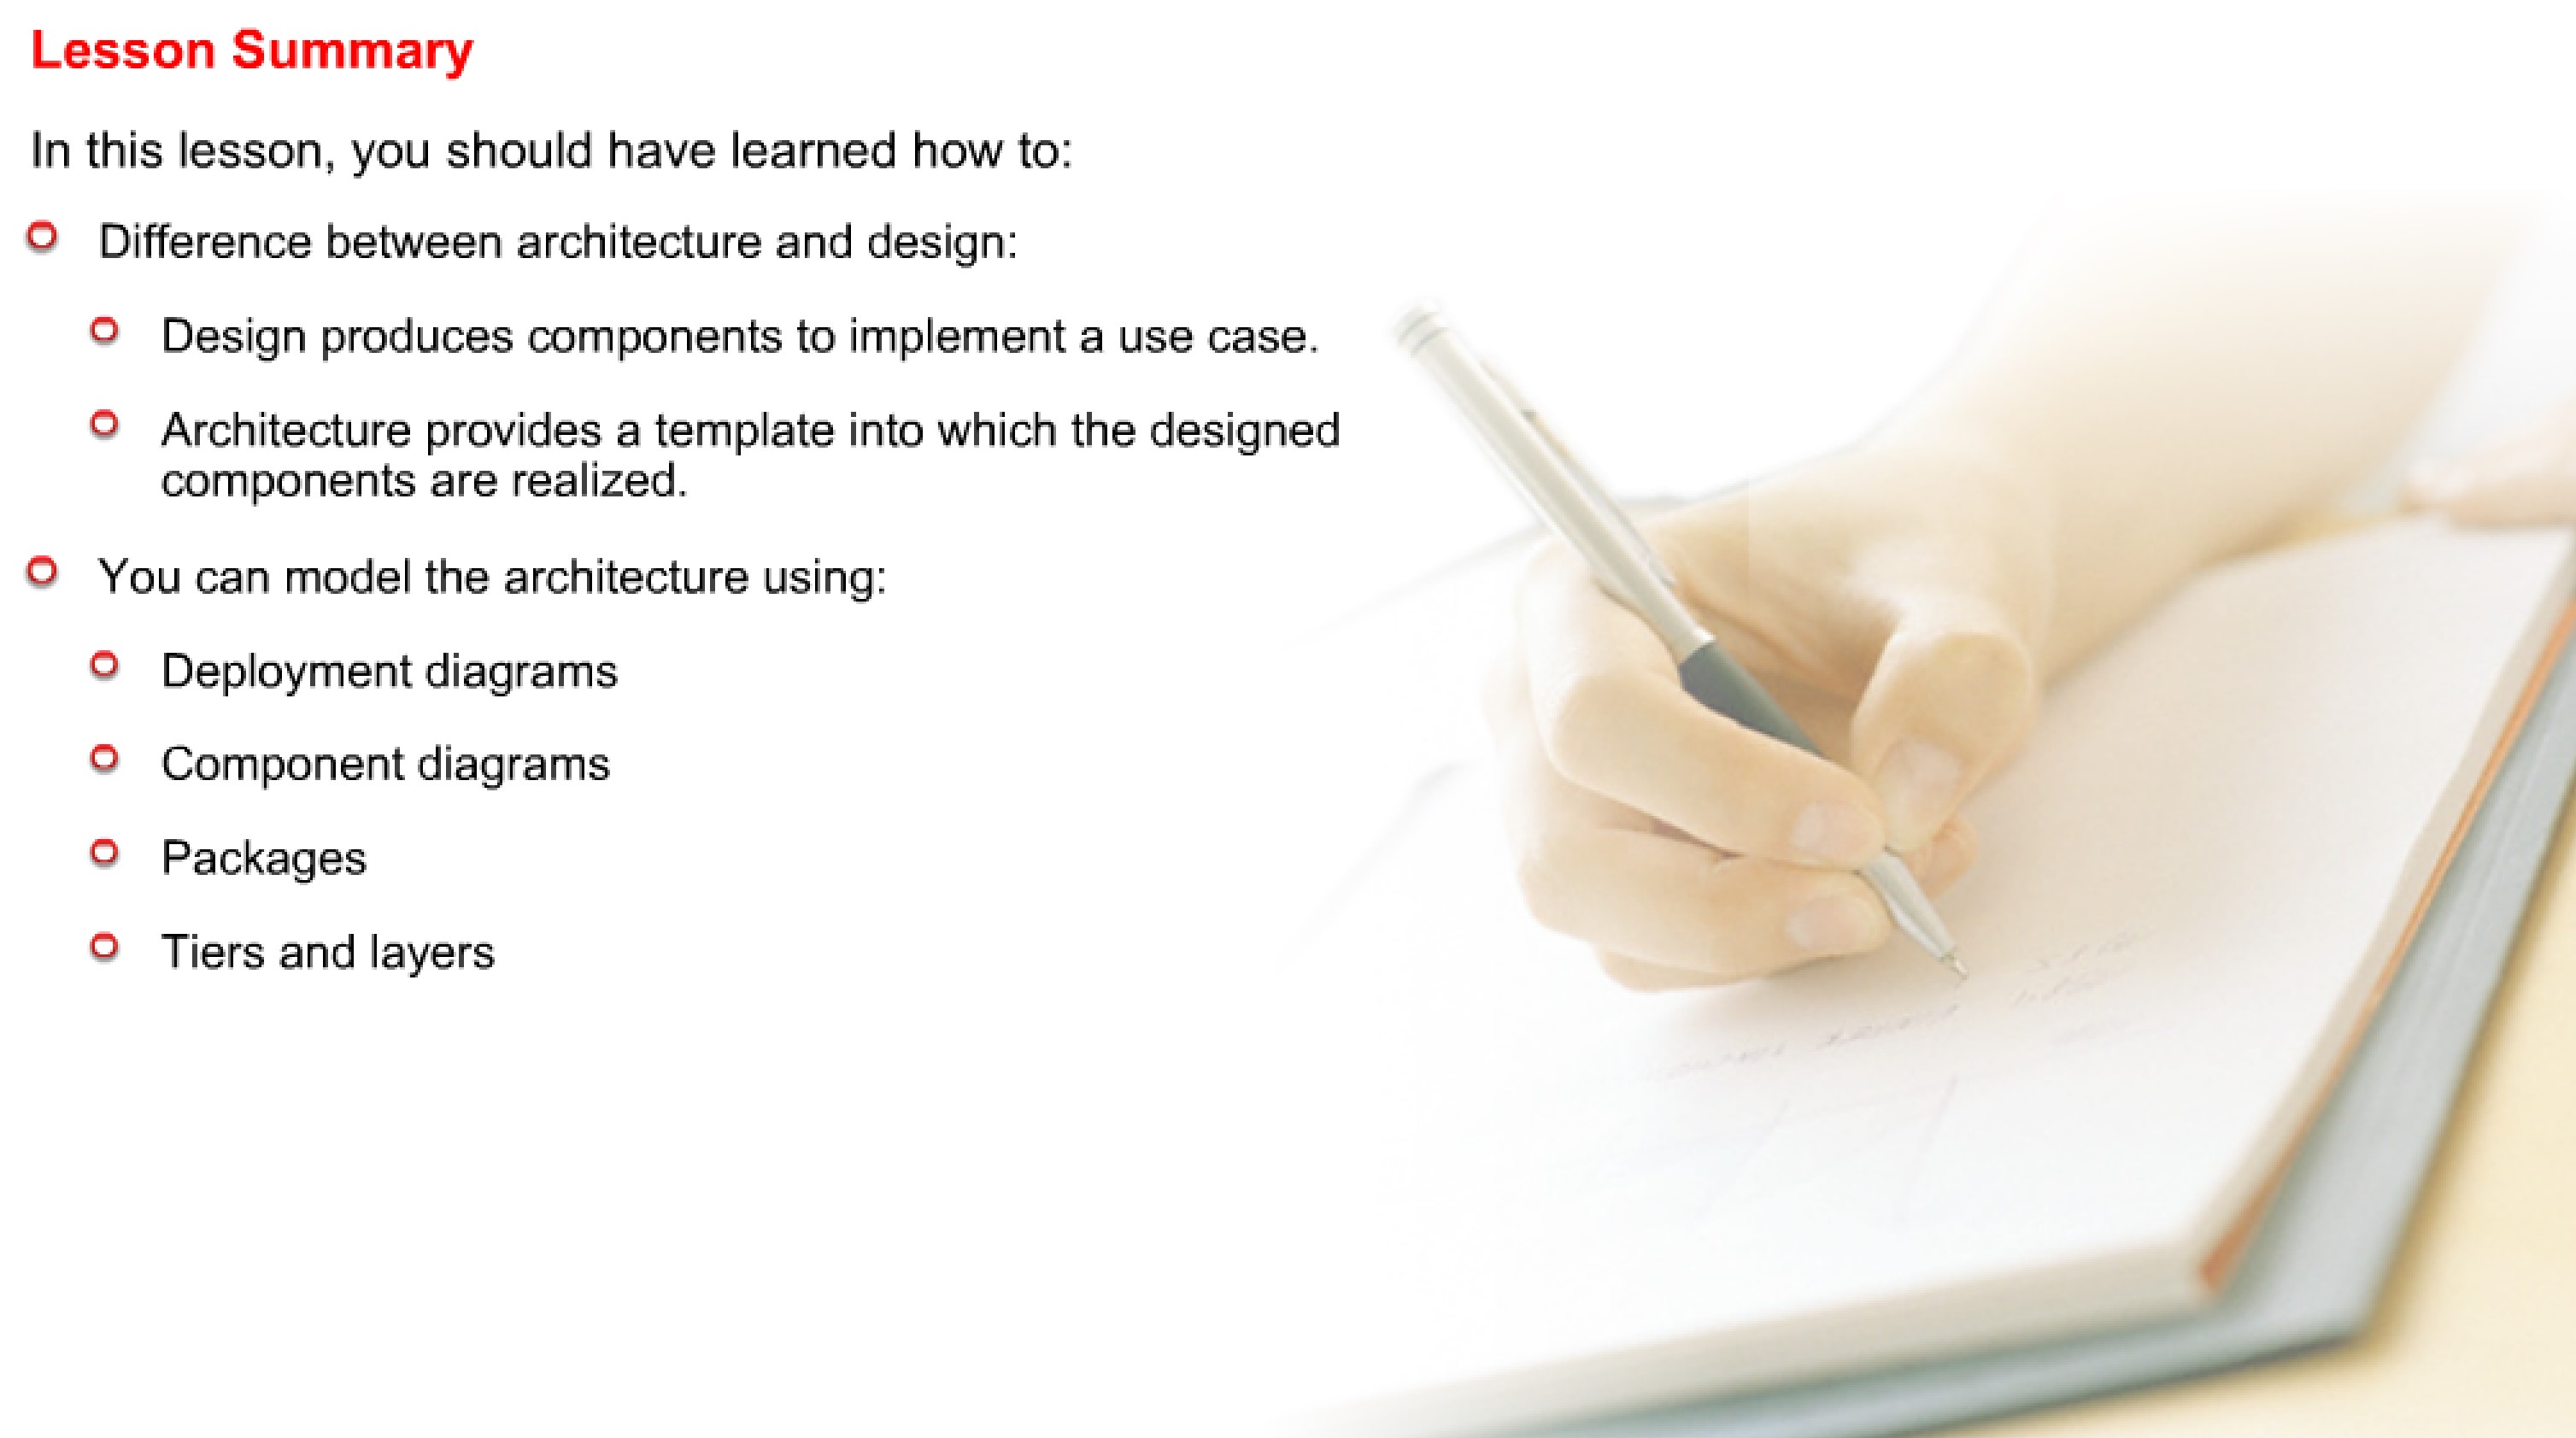 Lesson Summary
In this lesson, you should have learned how to:
Difference between architecture and design:
Design produces components to implement a use case.
Architecture provides a template into which the designed
components are realized.
You can model the architecture using:
Deployment diagrams
Component diagrams
Packages
Tiers and layers